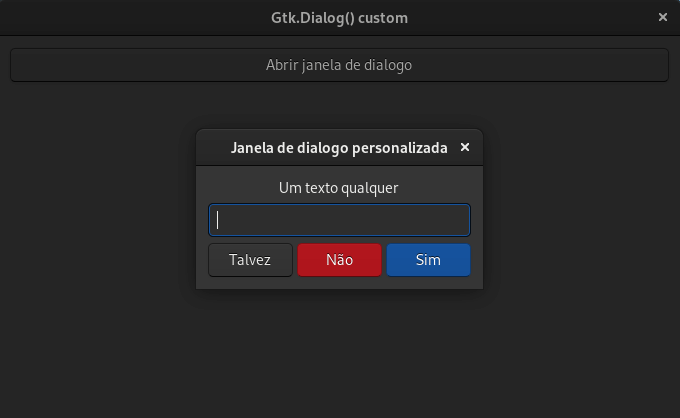 Gtk.Dialog() custom
Abrir janela de dialogo
Janela de dialogo personalizada
Um texto qualquer
Talvez Não Sim